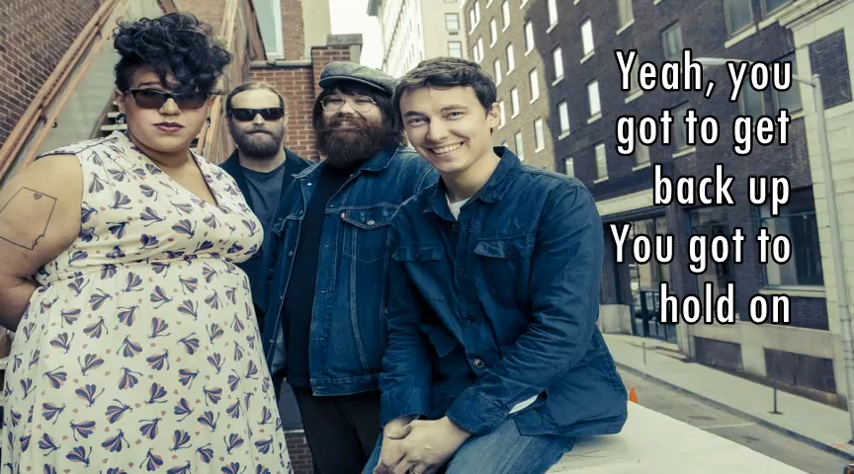 Yeah, you
got to get
back up
You got to
hold on